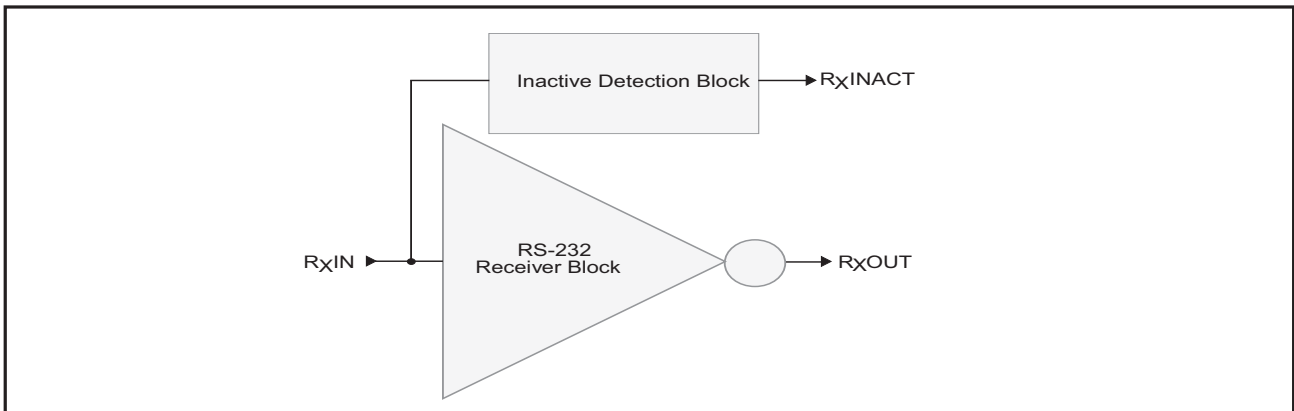 Inactive Detection Block
RXINACT
RS-232
Receiver Block
RXIN
RXOUT